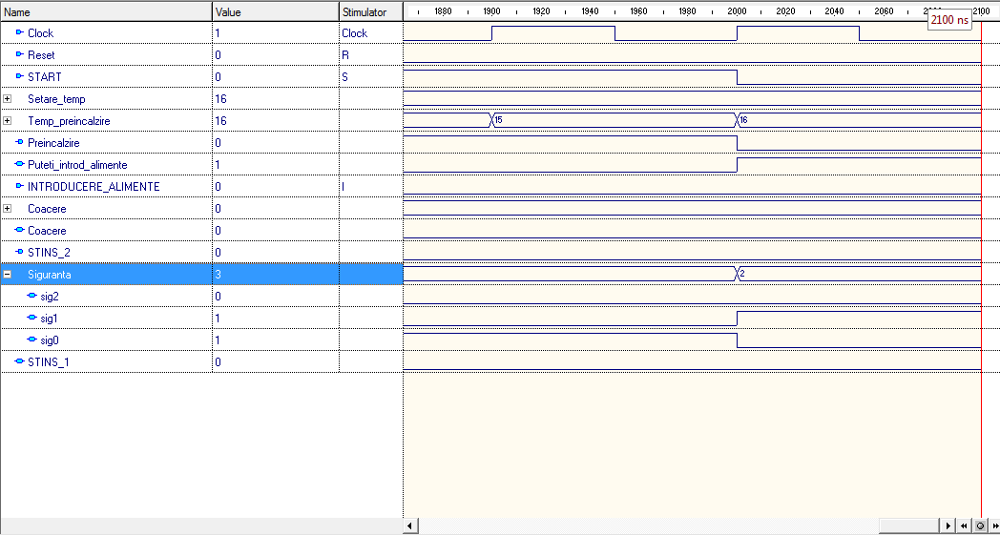 Name Value Stimulator 1880 1900 1920 1940 1960 1980 2000 2020 2040 2060 2100
2100 ns
Clock 1 Clock
Reset 0 R
START 0 S
Setare_temp 16
Temp_preincalzire 16 15 16
Preincalzire 0
Puteti_introd_alimente 1
INTRODUCERE_ALIMENTE 0 I
Coacere 0
Coacere 0
STINS_2 0
Siguranta 3 2
sig2 0
sig1 1
sig0 1
STINS_1 0